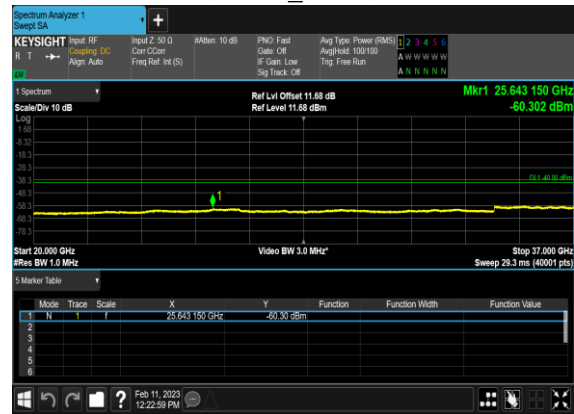 Spectrum Analyzer 1
Swept SA
+
KEYSIGHT Input: RF Input Z: 50 Ω #Atten: 10 dB PNO: Fast Avg Type: Power (RMS) 1 2 3 4 5 6
R T Coupling: DC Corr CCorr Gate: Off Avg|Hold: 100/100 A W W W W W
Align: Auto Freq Ref: Int (S) IF Gain: Low Trig: Free Run
LXI Sig Track: Off A N N N N N
1 Spectrum Ref Lvl Offset 11.68 dB Mkr1 25.643 150 GHz
Scale/Div 10 dB Ref Level 11.68 dBm -60.302 dBm
Log
1.68
-8.32
-18.3
-28.3
-38.3 DL1 -40.00 dBm
-48.3
1
-58.3
-68.3
-78.3
Start 20.000 GHz Video BW 3.0 MHz* Stop 37.000 GHz
#Res BW 1.0 MHz Sweep 29.3 ms (40001 pts)
5 Marker Table
Mode Trace Scale X Y Function Function Width Function Value
1 N 1 f 25.643 150 GHz -60.30 dBm
2
3
4
5
6
? Feb 11, 2023
12:22:59 PM